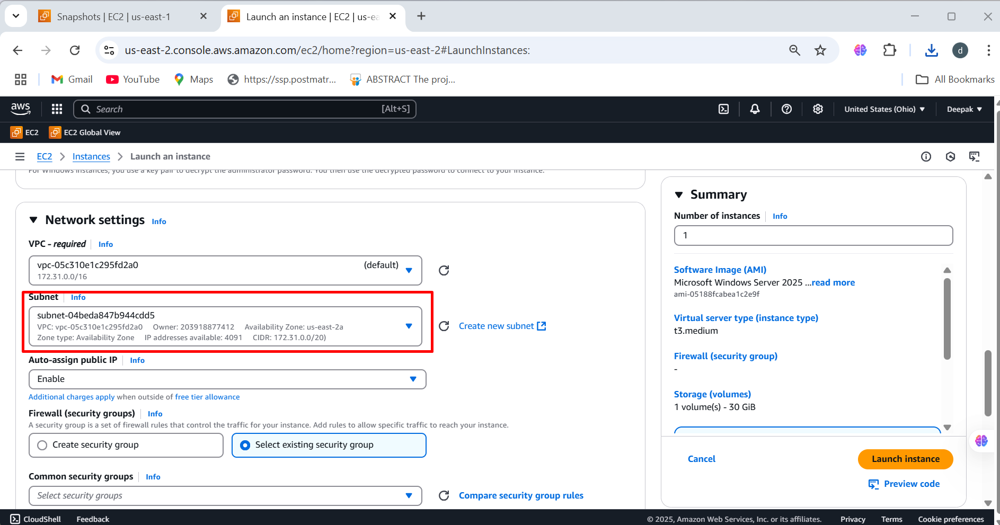 Snapshots | EC2 | us-east-1
Launch an instance | EC2 | us-ea
us-east-2.console.aws.amazon.com/ec2/home?region=us-east-2#LaunchInstances:
d
Gmail
YouTube
Maps
https://ssp.postmatr...
ABSTRACT The proj...
All Bookmarks
aws
Search
[Alt+S]
United States (Ohio)
Deepak
EC2
EC2 Global View
EC2
Instances
Launch an instance
For Windows instances, you use a key pair to decrypt the administrator password. You then use the decrypted password to connect to your instance.
Network settings Info
VPC - required Info
vpc-05c310e1c295fd2a0 (default)
172.31.0.0/16
Subnet Info
subnet-04beda847b944cdd5
VPC: vpc-05c310e1c295fd2a0 Owner: 203918877412 Availability Zone: us-east-2a
Zone type: Availability Zone IP addresses available: 4091 CIDR: 172.31.0.0/20)
Create new subnet
Auto-assign public IP Info
Enable
Additional charges apply when outside of free tier allowance
Firewall (security groups) Info
A security group is a set of firewall rules that control the traffic for your instance. Add rules to allow specific traffic to reach your instance.
Create security group
Select existing security group
Common security groups Info
Select security groups
Compare security group rules
Summary
Number of instances Info
1
Software Image (AMI)
Microsoft Windows Server 2025 ...read more
ami-05188fcabea1c2e9f
Virtual server type (instance type)
t3.medium
Firewall (security group)
-
Storage (volumes)
1 volume(s) - 30 GiB
Cancel
Launch instance
Preview code
CloudShell
Feedback
© 2025, Amazon Web Services, Inc. or its affiliates.
Privacy
Terms
Cookie preferences